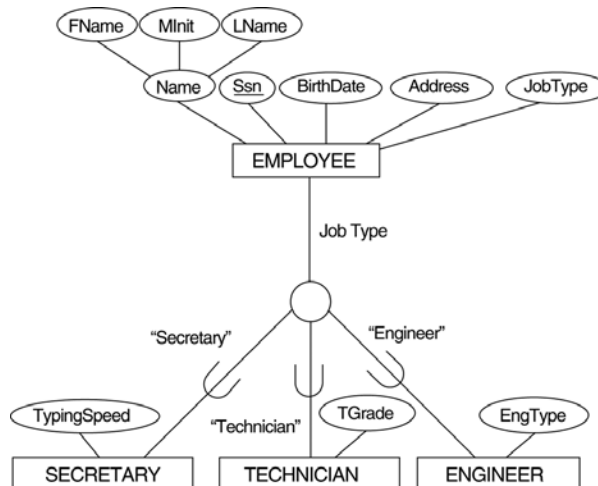 FName MInit LName
Name Ssn BirthDate Address JobType
EMPLOYEE
Job Type
“Secretary” “Engineer”
TypingSpeed “Technician” TGrade EngType
SECRETARY TECHNICIAN ENGINEER